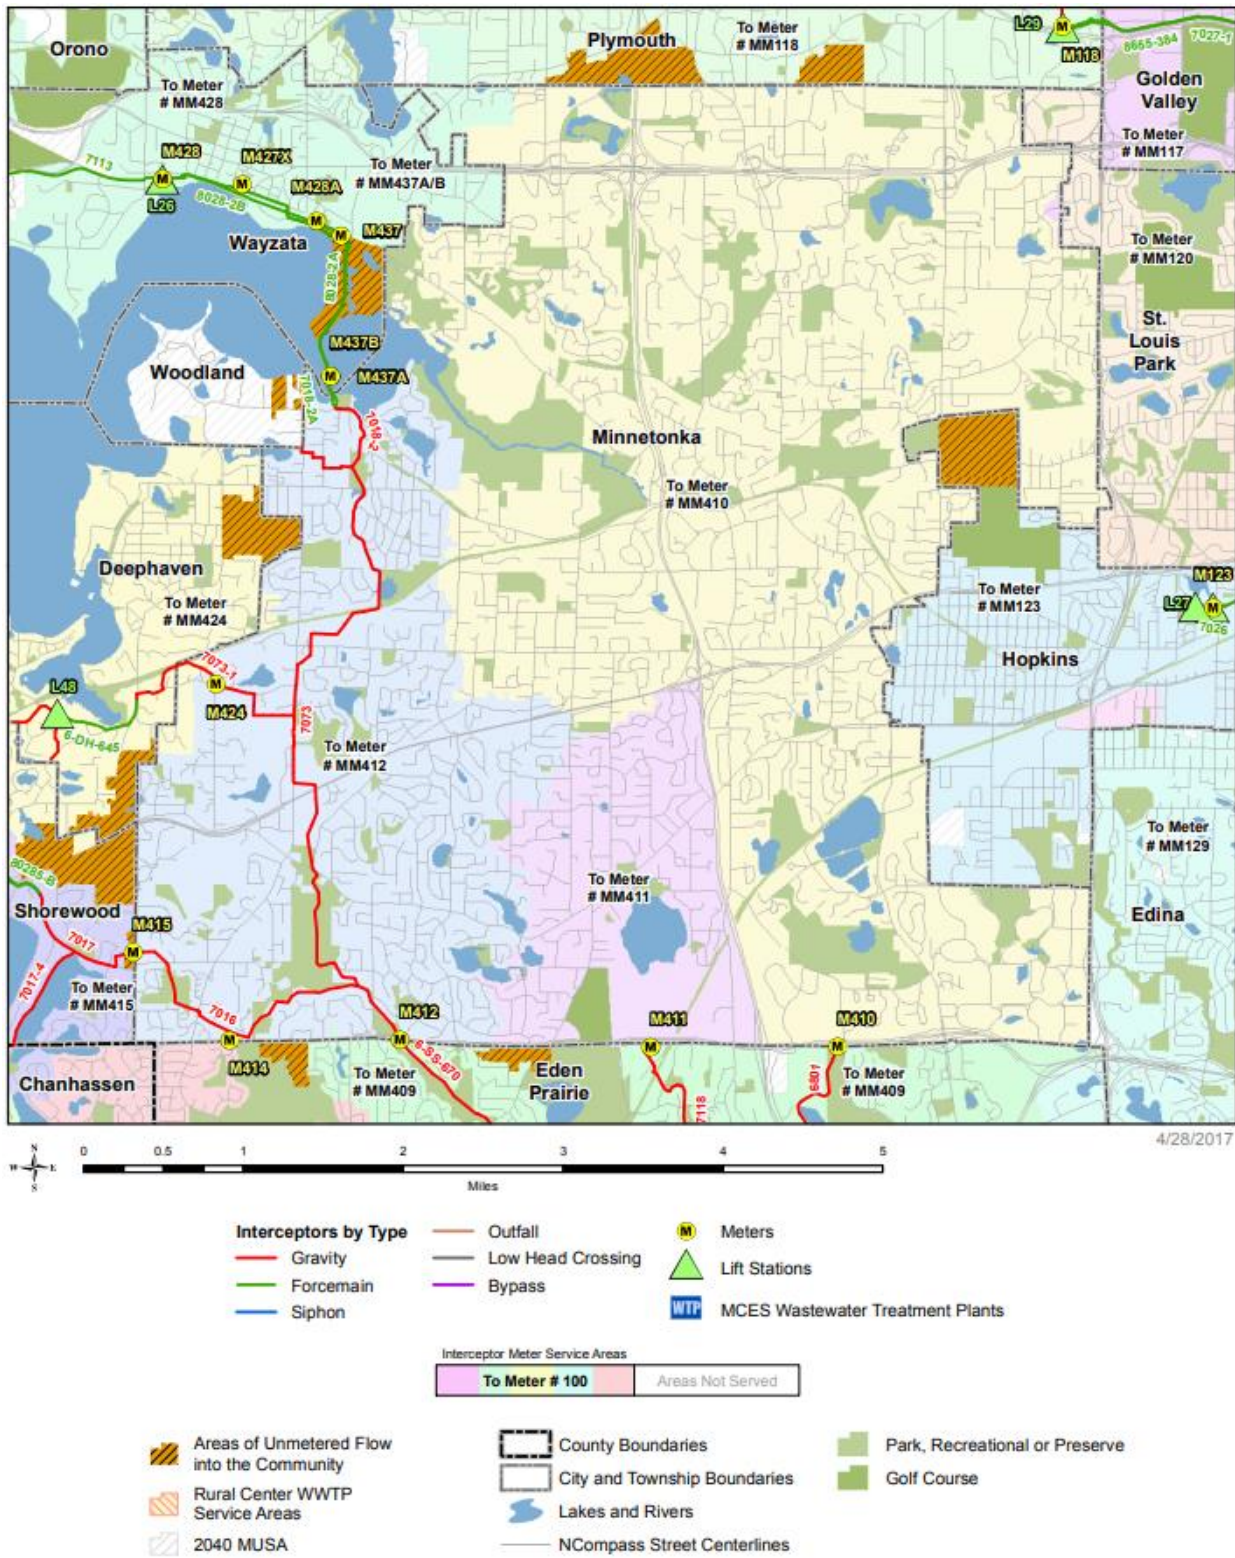 Orono
Plymouth
To Meter
# MM118
L29
M118
8665-384
7027-1
Golden
Valley
To Meter
# MM428
To Meter
# MM117
7113
M428
M427X
To Meter
# MM437A/B
L26
8028-2B
M428A
Wayzata
M437
To Meter
# MM120
8028-2A
St.
Louis
Park
M437B
Woodland
M437A
7018-2A
7018-2
Minnetonka
To Meter
# MM410
Deephaven
To Meter
# MM424
M123
To Meter
# MM123
L27
7026
Hopkins
7073-1
L48
M424
6-DH-645
7073
To Meter
# MM412
To Meter
# MM129
8028S-B
To Meter
# MM411
Shorewood
M415
Edina
7017
7017-4
To Meter
# MM415
7016
M412
M411
M410
M414
6-SS-670
Chanhassen
To Meter
# MM409
Eden
Prairie
7118
6801
To Meter
# MM409
4/28/2017
N
W E
S
0 0.5 1 2 3 4 5
Miles
Interceptors by Type
Gravity
Forcemain
Siphon
Outfall
Low Head Crossing
Bypass
M Meters
Lift Stations
WTP MCES Wastewater Treatment Plants
Interceptor Meter Service Areas
To Meter # 100 Areas Not Served
Areas of Unmetered Flow
into the Community
Rural Center WWTP
Service Areas
2040 MUSA
County Boundaries
City and Township Boundaries
Lakes and Rivers
NCompass Street Centerlines
Park, Recreational or Preserve
Golf Course